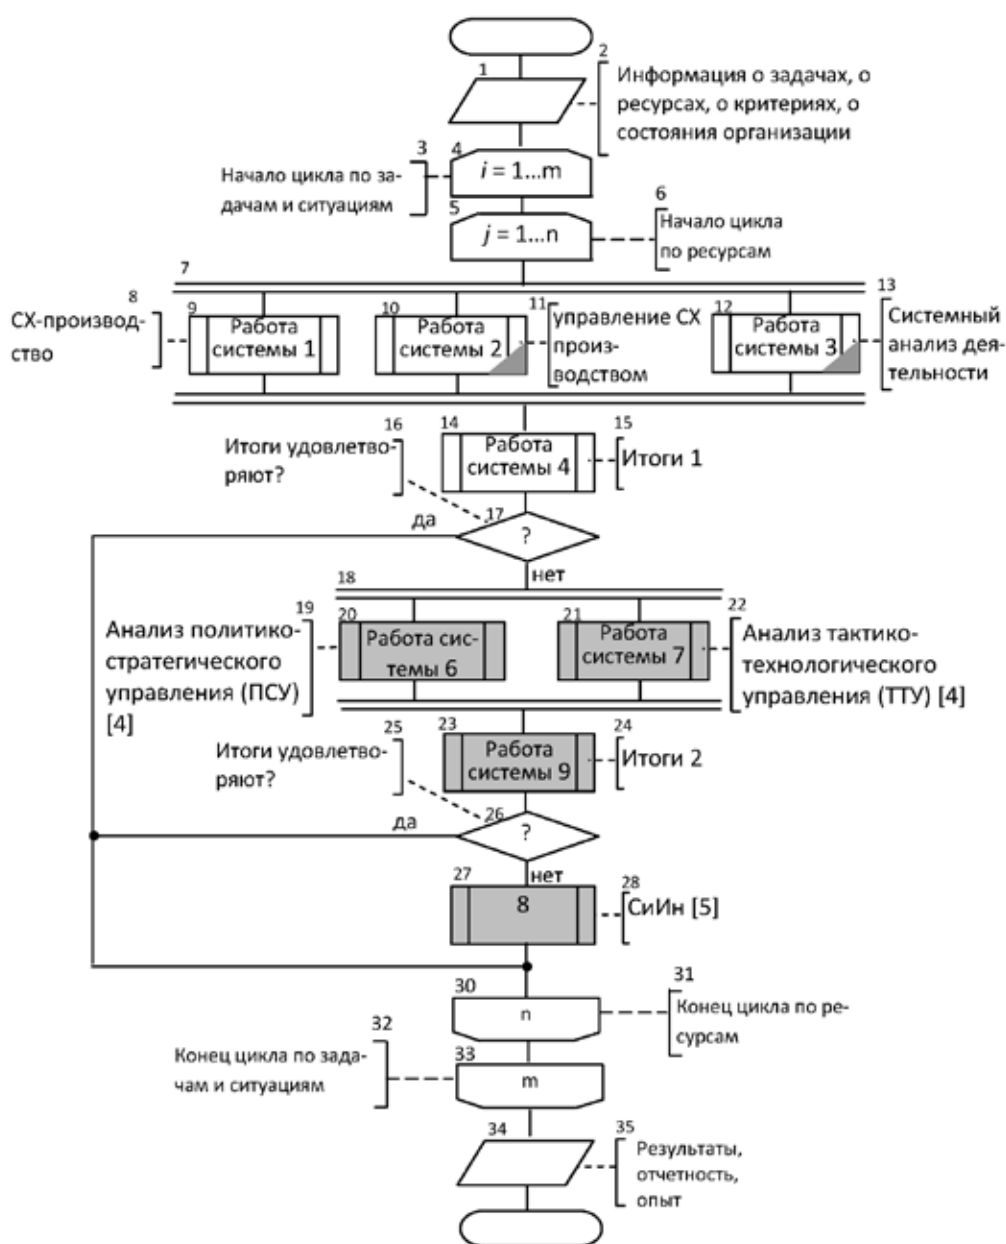 1
2
Информация о задачах, о
ресурсах, о критериях, о
состояния организации
3
Начало цикла по за-
дачам и ситуациям
4
i = 1...m
5
j = 1...n
6
Начало цикла
по ресурсам
7
8
СХ-производ-
ство
9
Работа
системы 1
10
Работа
системы 2
11
управление СХ
произ-
водством
12
Работа
системы 3
13
Системный
анализ дея-
тельности
14
Работа
системы 4
15
Итоги 1
16
Итоги удовлетво-
ряют?
17
?
да
нет
18
19
Анализ политико-
стратегического
управления (ПСУ)
[4]
20
Работа сис-
темы 6
21
Работа
системы 7
22
Анализ тактико-
технологического
управления (ТТУ) [4]
23
Работа
системы 9
24
Итоги 2
25
Итоги удовлетво-
ряют?
26
?
да
нет
27
8
28
СиИн [5]
30
n
31
Конец цикла по ре-
сурсам
32
Конец цикла по зада-
чам и ситуациям
33
m
34
35
Результаты,
отчетность,
опыт